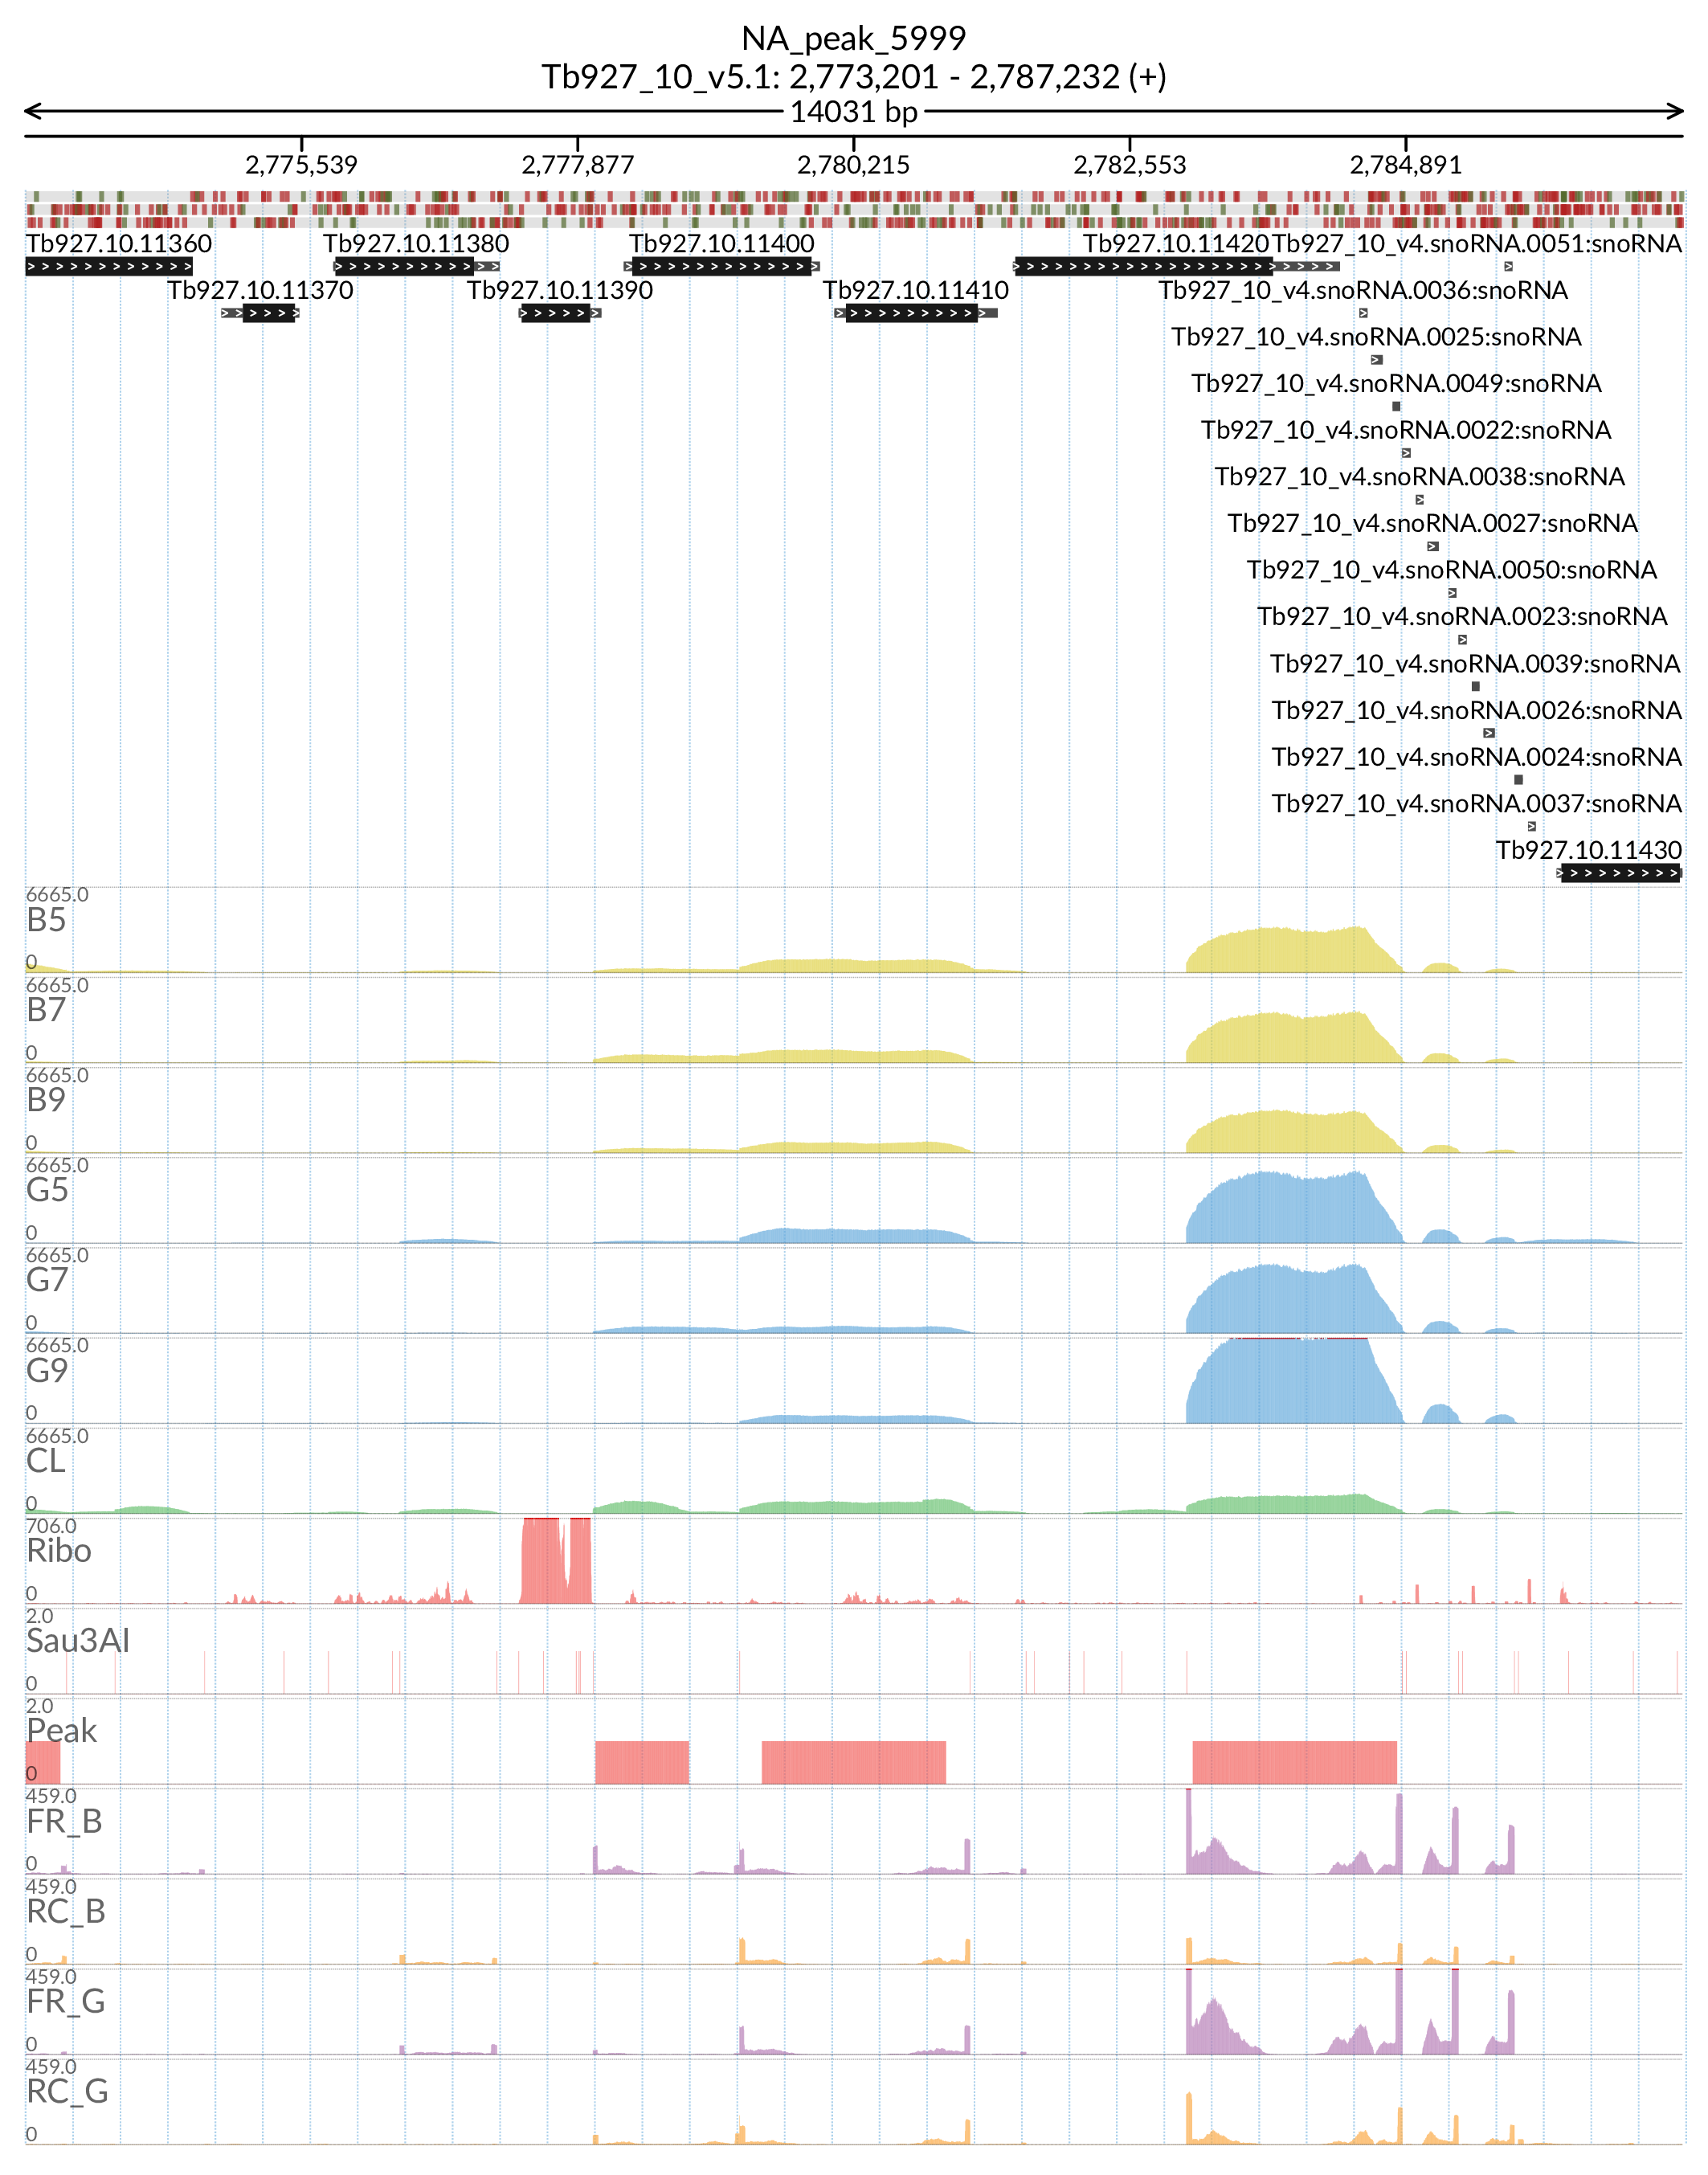 NA_peak_5999
Tb927_10_v5.1: 2,773,201 - 2,787,232 (+)
14031 bp
2,775,539 2,777,877 2,780,215 2,782,553 2,784,891
Tb927.10.11360 Tb927.10.11380 Tb927.10.11400 Tb927.10.11420 Tb927_10_v4.snoRNA.0051:snoRNA
Tb927.10.11370 Tb927.10.11390 Tb927.10.11410 Tb927_10_v4.snoRNA.0036:snoRNA
Tb927_10_v4.snoRNA.0025:snoRNA
Tb927_10_v4.snoRNA.0049:snoRNA
Tb927_10_v4.snoRNA.0022:snoRNA
Tb927_10_v4.snoRNA.0038:snoRNA
Tb927_10_v4.snoRNA.0027:snoRNA
Tb927_10_v4.snoRNA.0050:snoRNA
Tb927_10_v4.snoRNA.0023:snoRNA
Tb927_10_v4.snoRNA.0039:snoRNA
Tb927_10_v4.snoRNA.0026:snoRNA
Tb927_10_v4.snoRNA.0024:snoRNA
Tb927_10_v4.snoRNA.0037:snoRNA
Tb927.10.11430
6665.0
B5
0
6665.0
B7
0
6665.0
B9
0
6665.0
G5
0
6665.0
G7
0
6665.0
G9
0
6665.0
CL
0
706.0
Ribo
0
2.0
Sau3AI
0
2.0
Peak
0
459.0
FR_B
0
459.0
RC_B
0
459.0
FR_G
0
459.0
RC_G
0